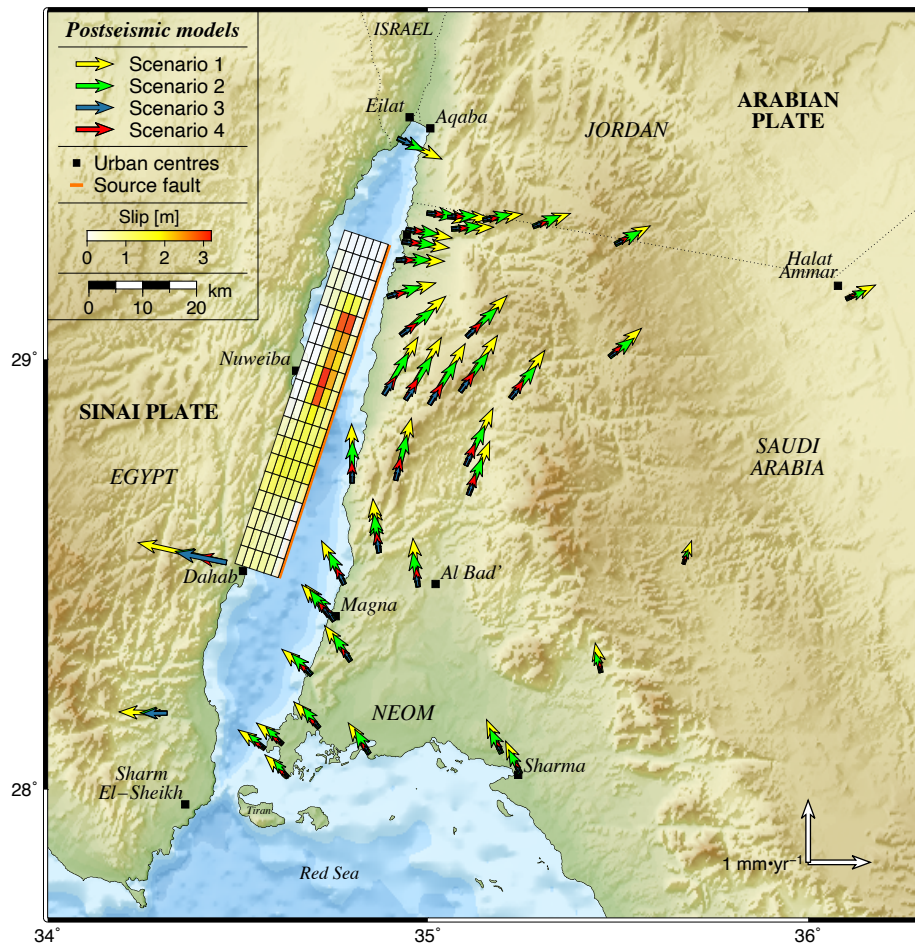 Postseismic models
Scenario 1
Scenario 2
Scenario 3
Scenario 4
Urban centres
Source fault
Slip [m]
0 1 2 3
0 10 20
km
ISRAEL
Eilat
Aqaba
JORDAN
ARABIAN
PLATE
Halat
Ammar
29°
Nuweiba
SINAI PLATE
EGYPT
SAUDI
ARABIA
Dahab
Al Bad'
Magna
NEOM
Sharma
28°
Sharm
El−Sheikh
Tiran
Red Sea
1 mm•yr−1
34°
35°
36°